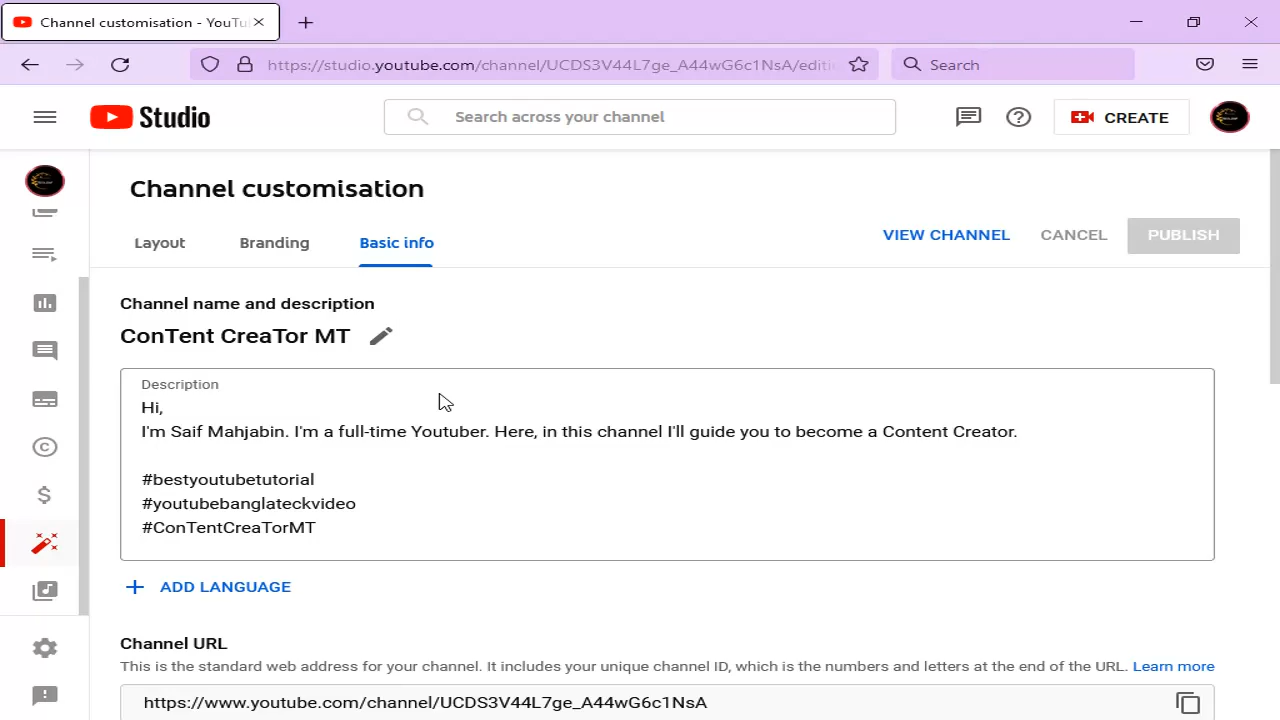 Channel customisation - YouTu
https://studio.youtube.com/channel/UCDS3V44L7ge_A44wG6c1NsA/editi
Search
Studio
Search across your channel
CREATE
Channel customisation
Layout
Branding
Basic info
VIEW CHANNEL
CANCEL
PUBLISH
Channel name and description
ConTent CreaTor MT
Description
Hi,
I'm Saif Mahjabin. I'm a full-time Youtuber. Here, in this channel I'll guide you to become a Content Creator.
#bestyoutubetutorial
#youtubebanglateckvideo
#ConTentCreaTorMT
ADD LANGUAGE
Channel URL
This is the standard web address for your channel. It includes your unique channel ID, which is the numbers and letters at the end of the URL. Learn more
https://www.youtube.com/channel/UCDS3V44L7ge_A44wG6c1NsA